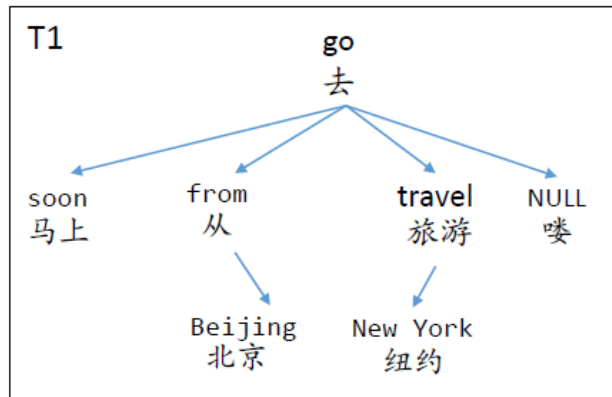 T1
go
去
soon
马上
from
从
travel
旅游
NULL
喽
Beijing
北京
New York
纽约